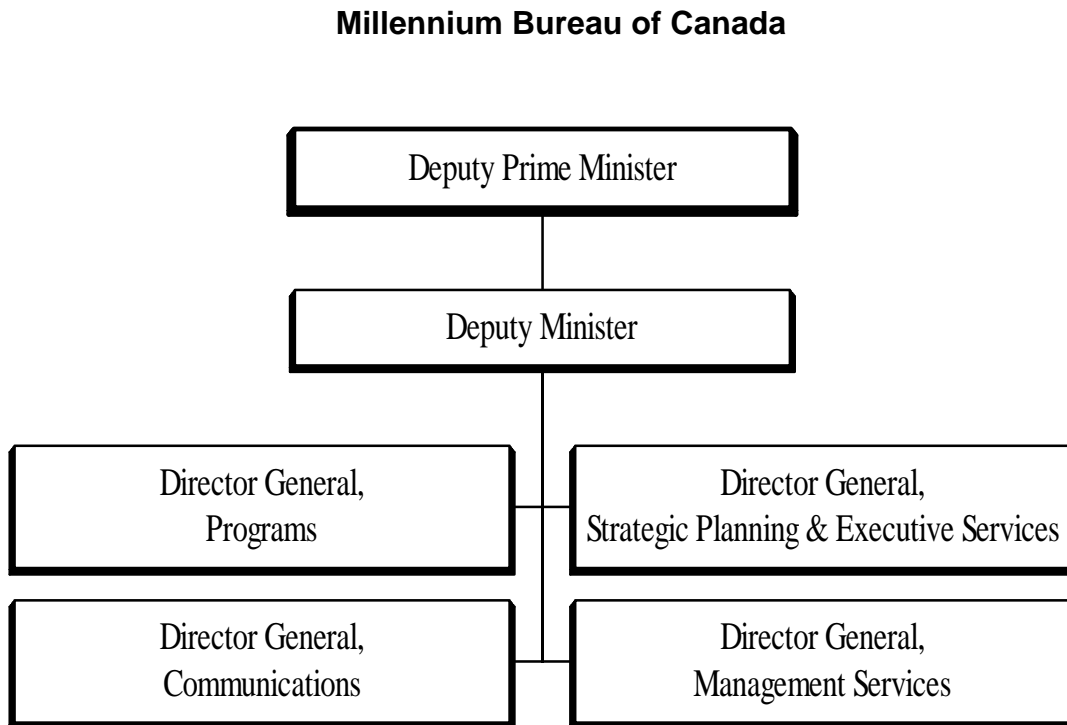 Millennium Bureau of Canada
Deputy Prime Minister
Deputy Minister
Director General,
Programs
Director General,
Strategic Planning & Executive Services
Director General,
Communications
Director General,
Management Services